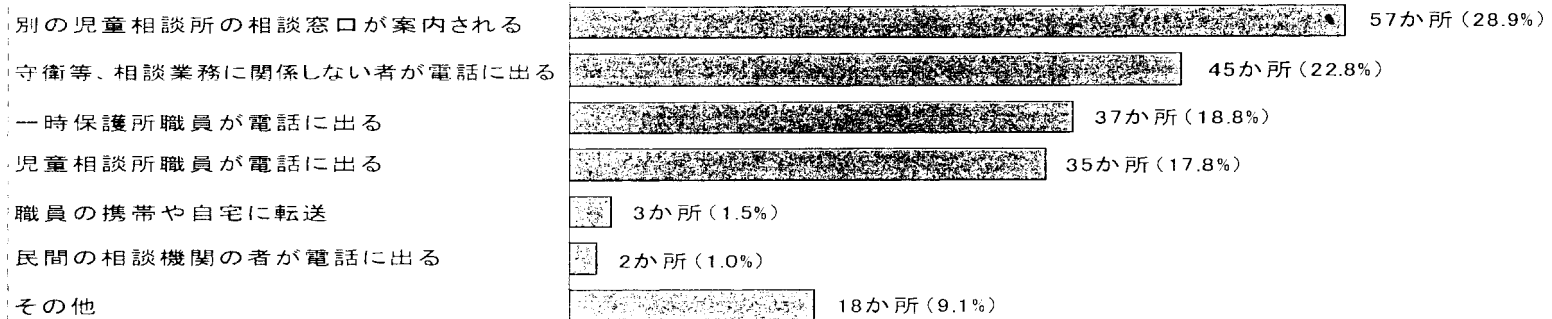 別の児童相談所の相談窓口が案内される 57か所(28.9%)
守衛等、相談業務に関係しない者が電話に出る 45か所(22.8%)
一時保護所職員が電話に出る 37か所(18.8%)
児童相談所職員が電話に出る 35か所(17.8%)
職員の携帯や自宅に転送 3か所(1.5%)
民間の相談機関の者が電話に出る 2か所(1.0%)
その他 18か所(9.1%)